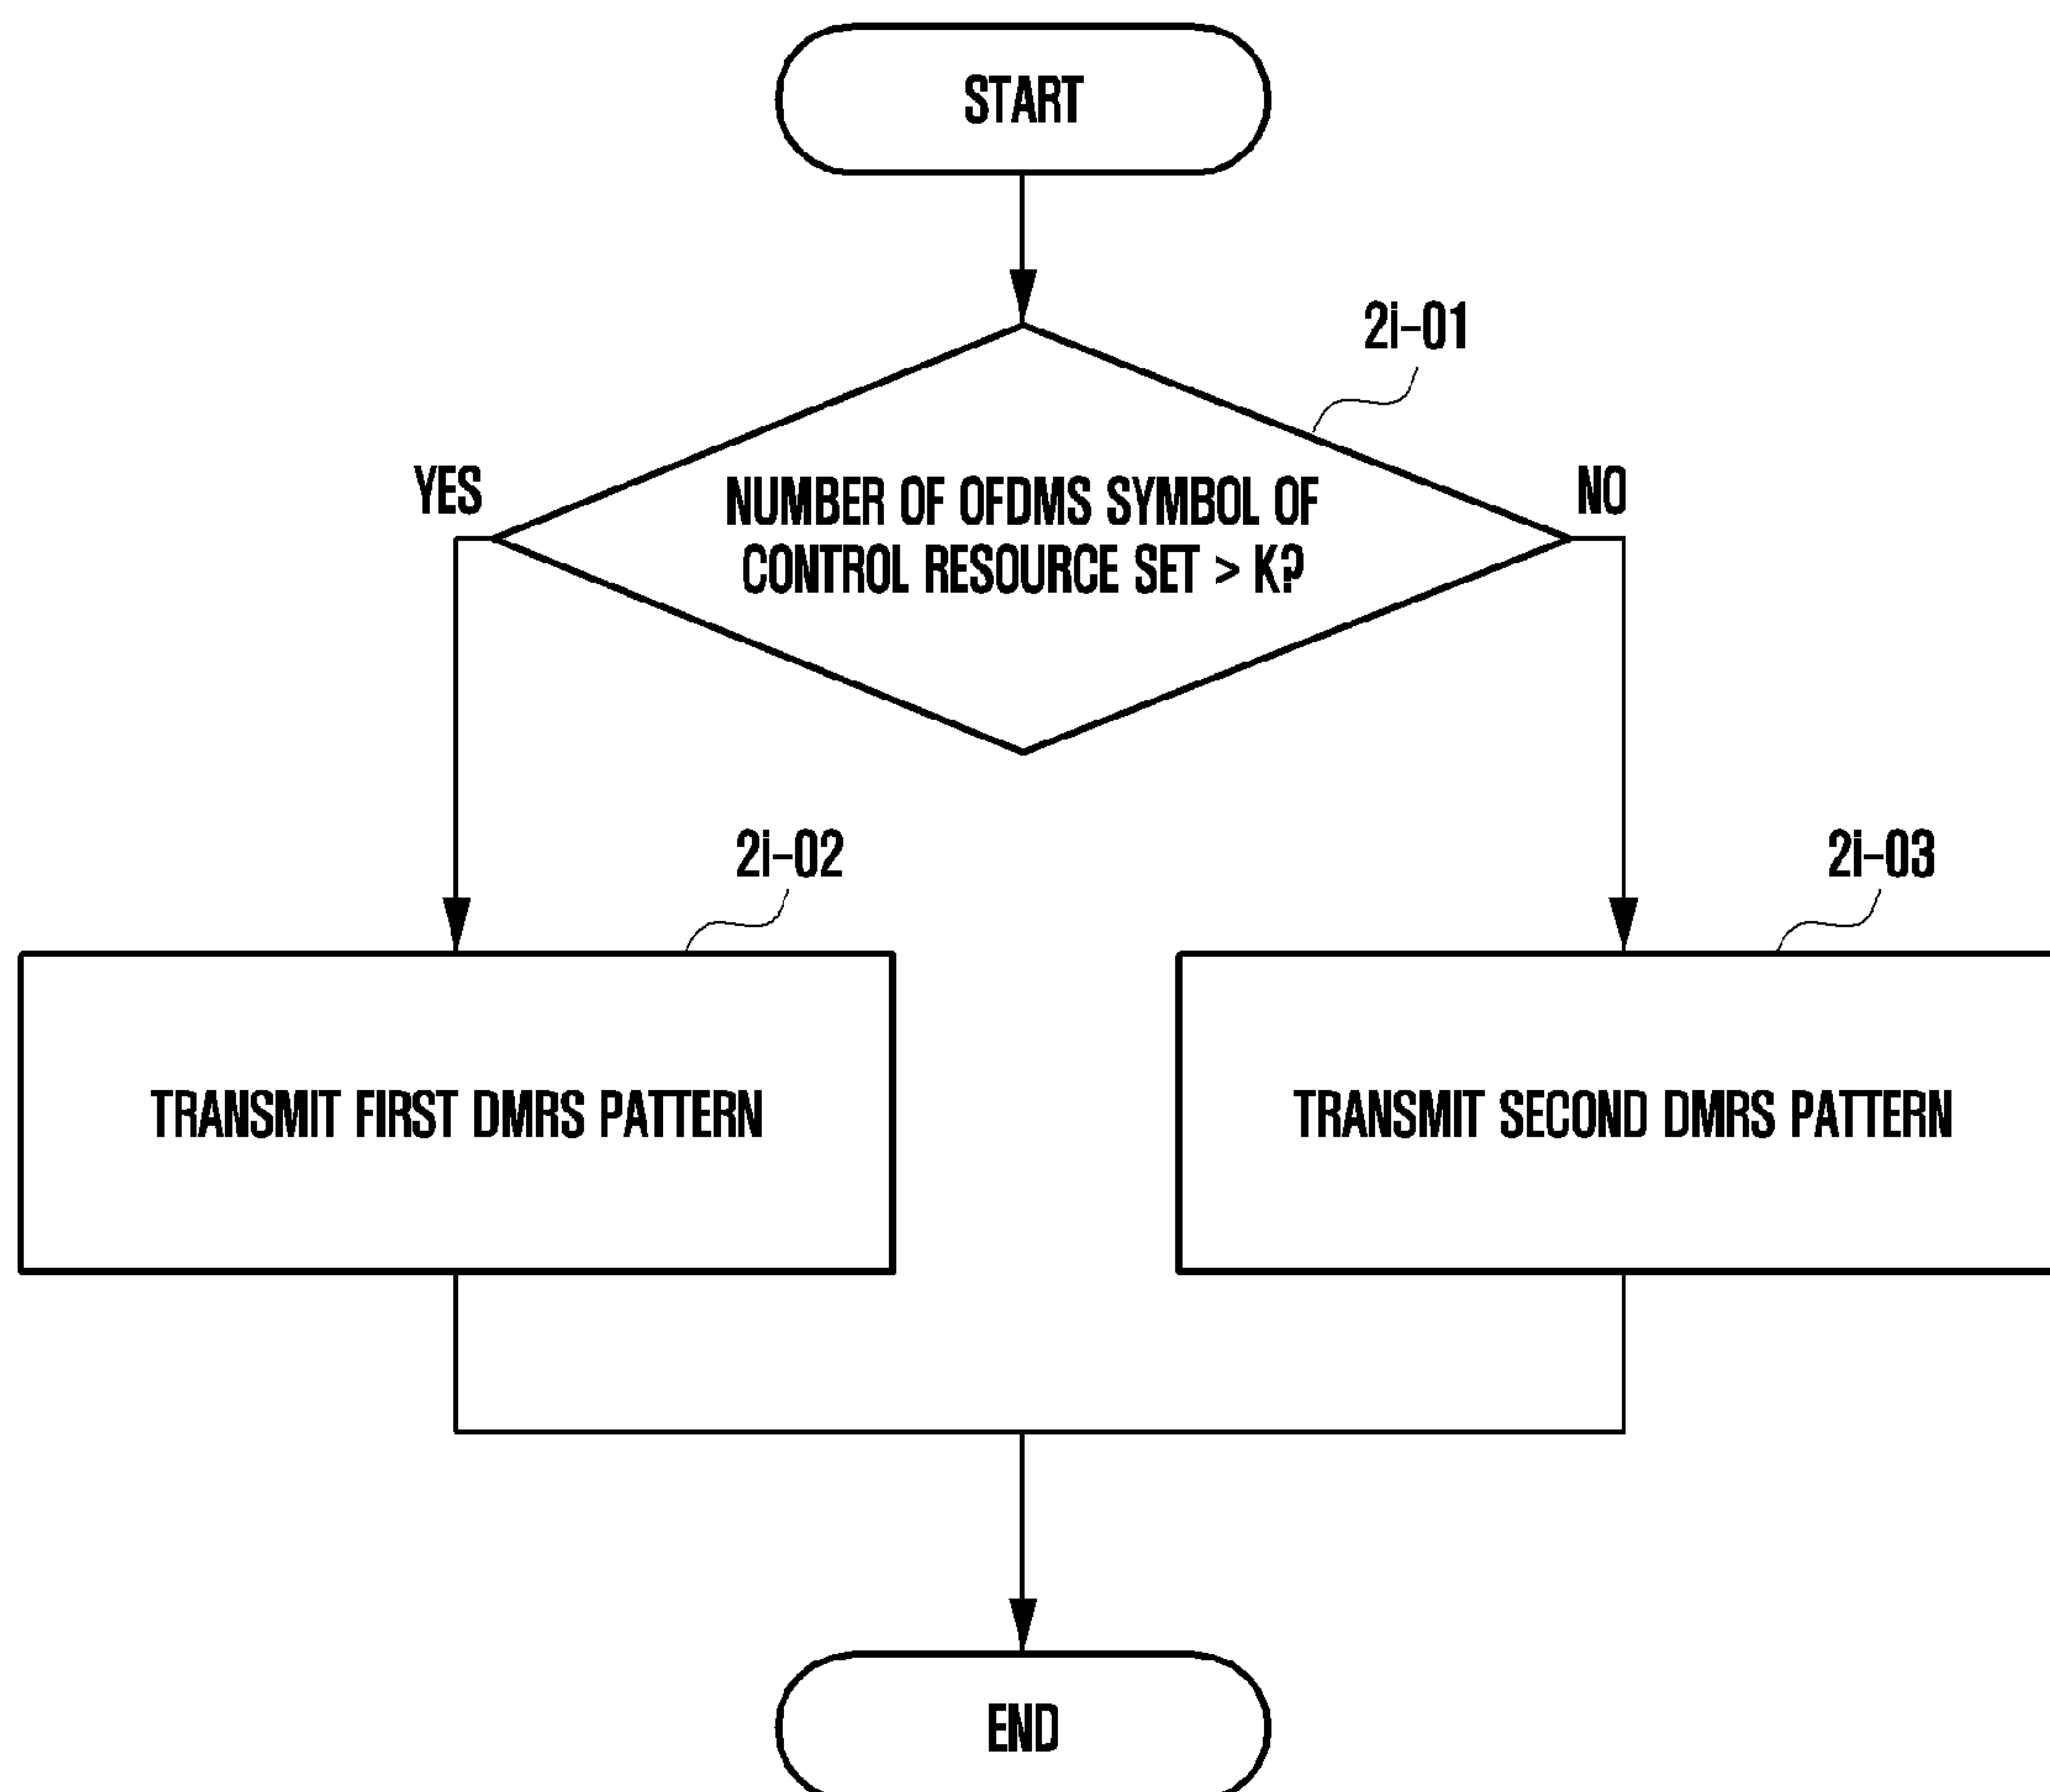 START
2i-01
YES
NO
NUMBER OF OFDMS SYMBOL OF
CONTROL RESOURCE SET > K?
2i-02
2i-03
TRANSMIT FIRST DMRS PATTERN
TRANSMIT SECOND DMRS PATTERN
END